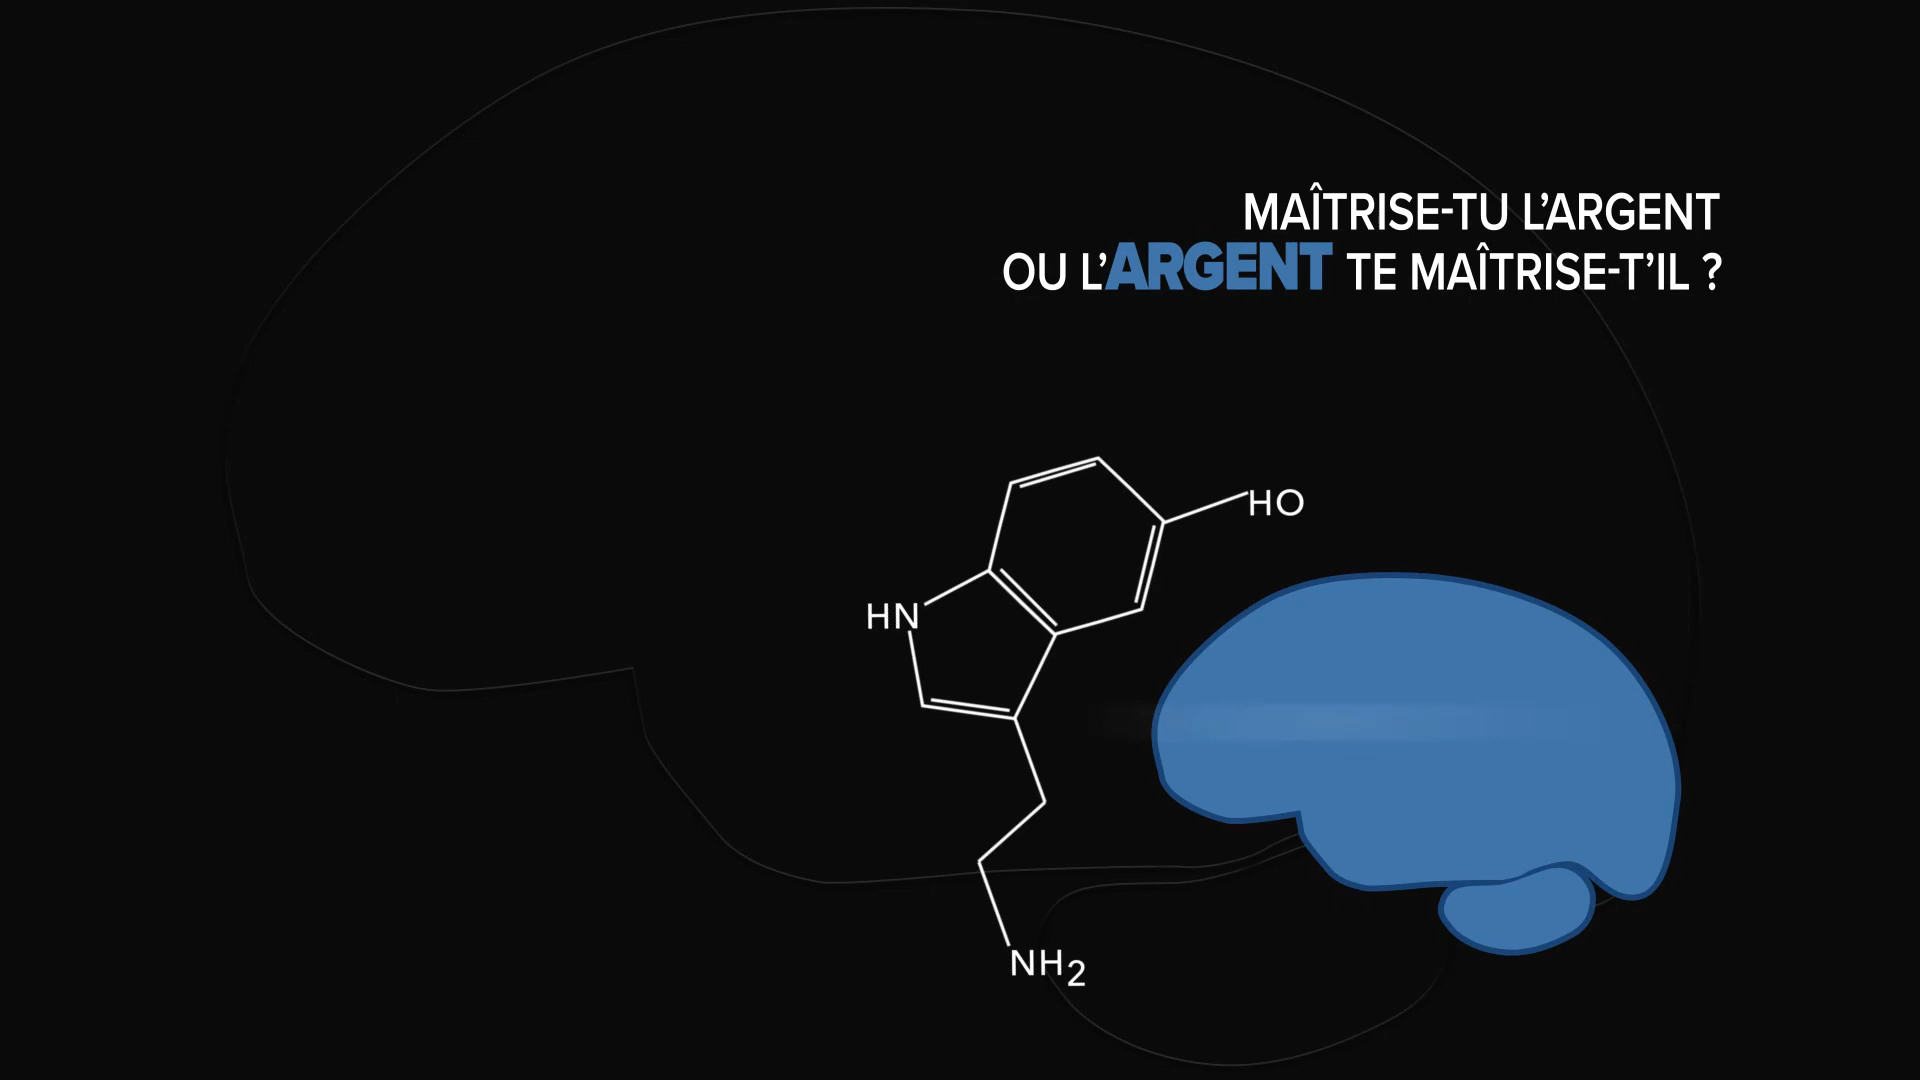 MAÎTRISE-TU L’ARGENT
OU L’ARGENT TE MAÎTRISE-T’IL ?
HO
HN
NH2